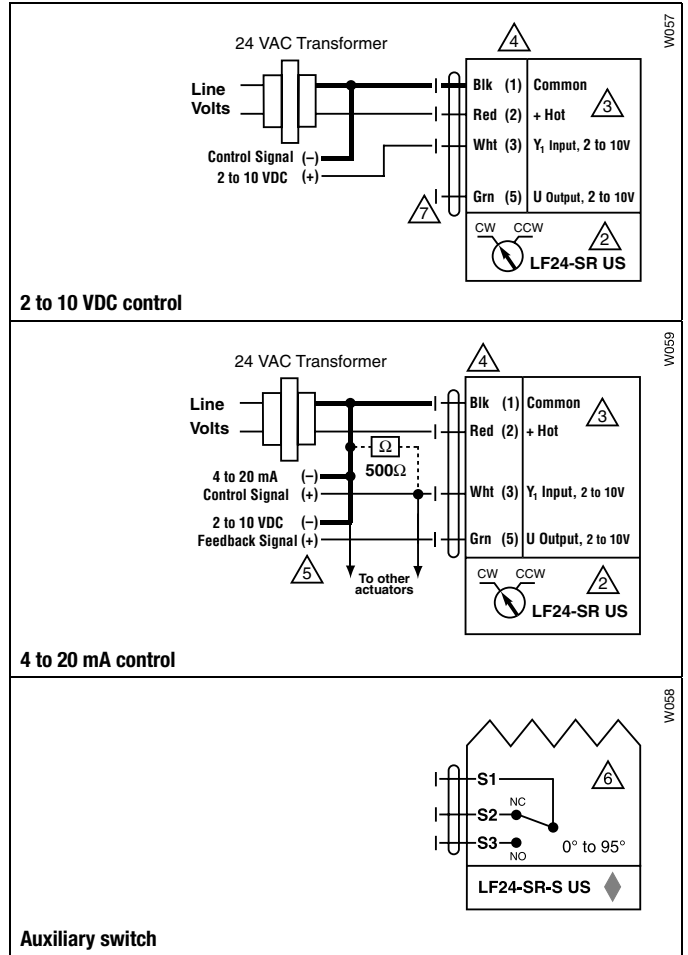 W057
24 VAC Transformer
4
Line
Volts
Blk (1) Common
3
Red (2) + Hot
Control Signal (–)
Wht (3) Y₁ Input, 2 to 10V
2 to 10 VDC (+)
7
Grn (5) U Output, 2 to 10V
CW CCW
2
LF24-SR US
2 to 10 VDC control
W059
24 VAC Transformer
4
Line
Volts
Blk (1) Common
3
Red (2) + Hot
Ω
500Ω
4 to 20 mA (–)
Control Signal (+)
Wht (3) Y₁ Input, 2 to 10V
2 to 10 VDC (–)
Feedback Signal (+)
Grn (5) U Output, 2 to 10V
5
To other
actuators
CW CCW
2
LF24-SR US
4 to 20 mA control
W058
S1
6
NC
S2
S3
NO
0° to 95°
LF24-SR-S US
Auxiliary switch